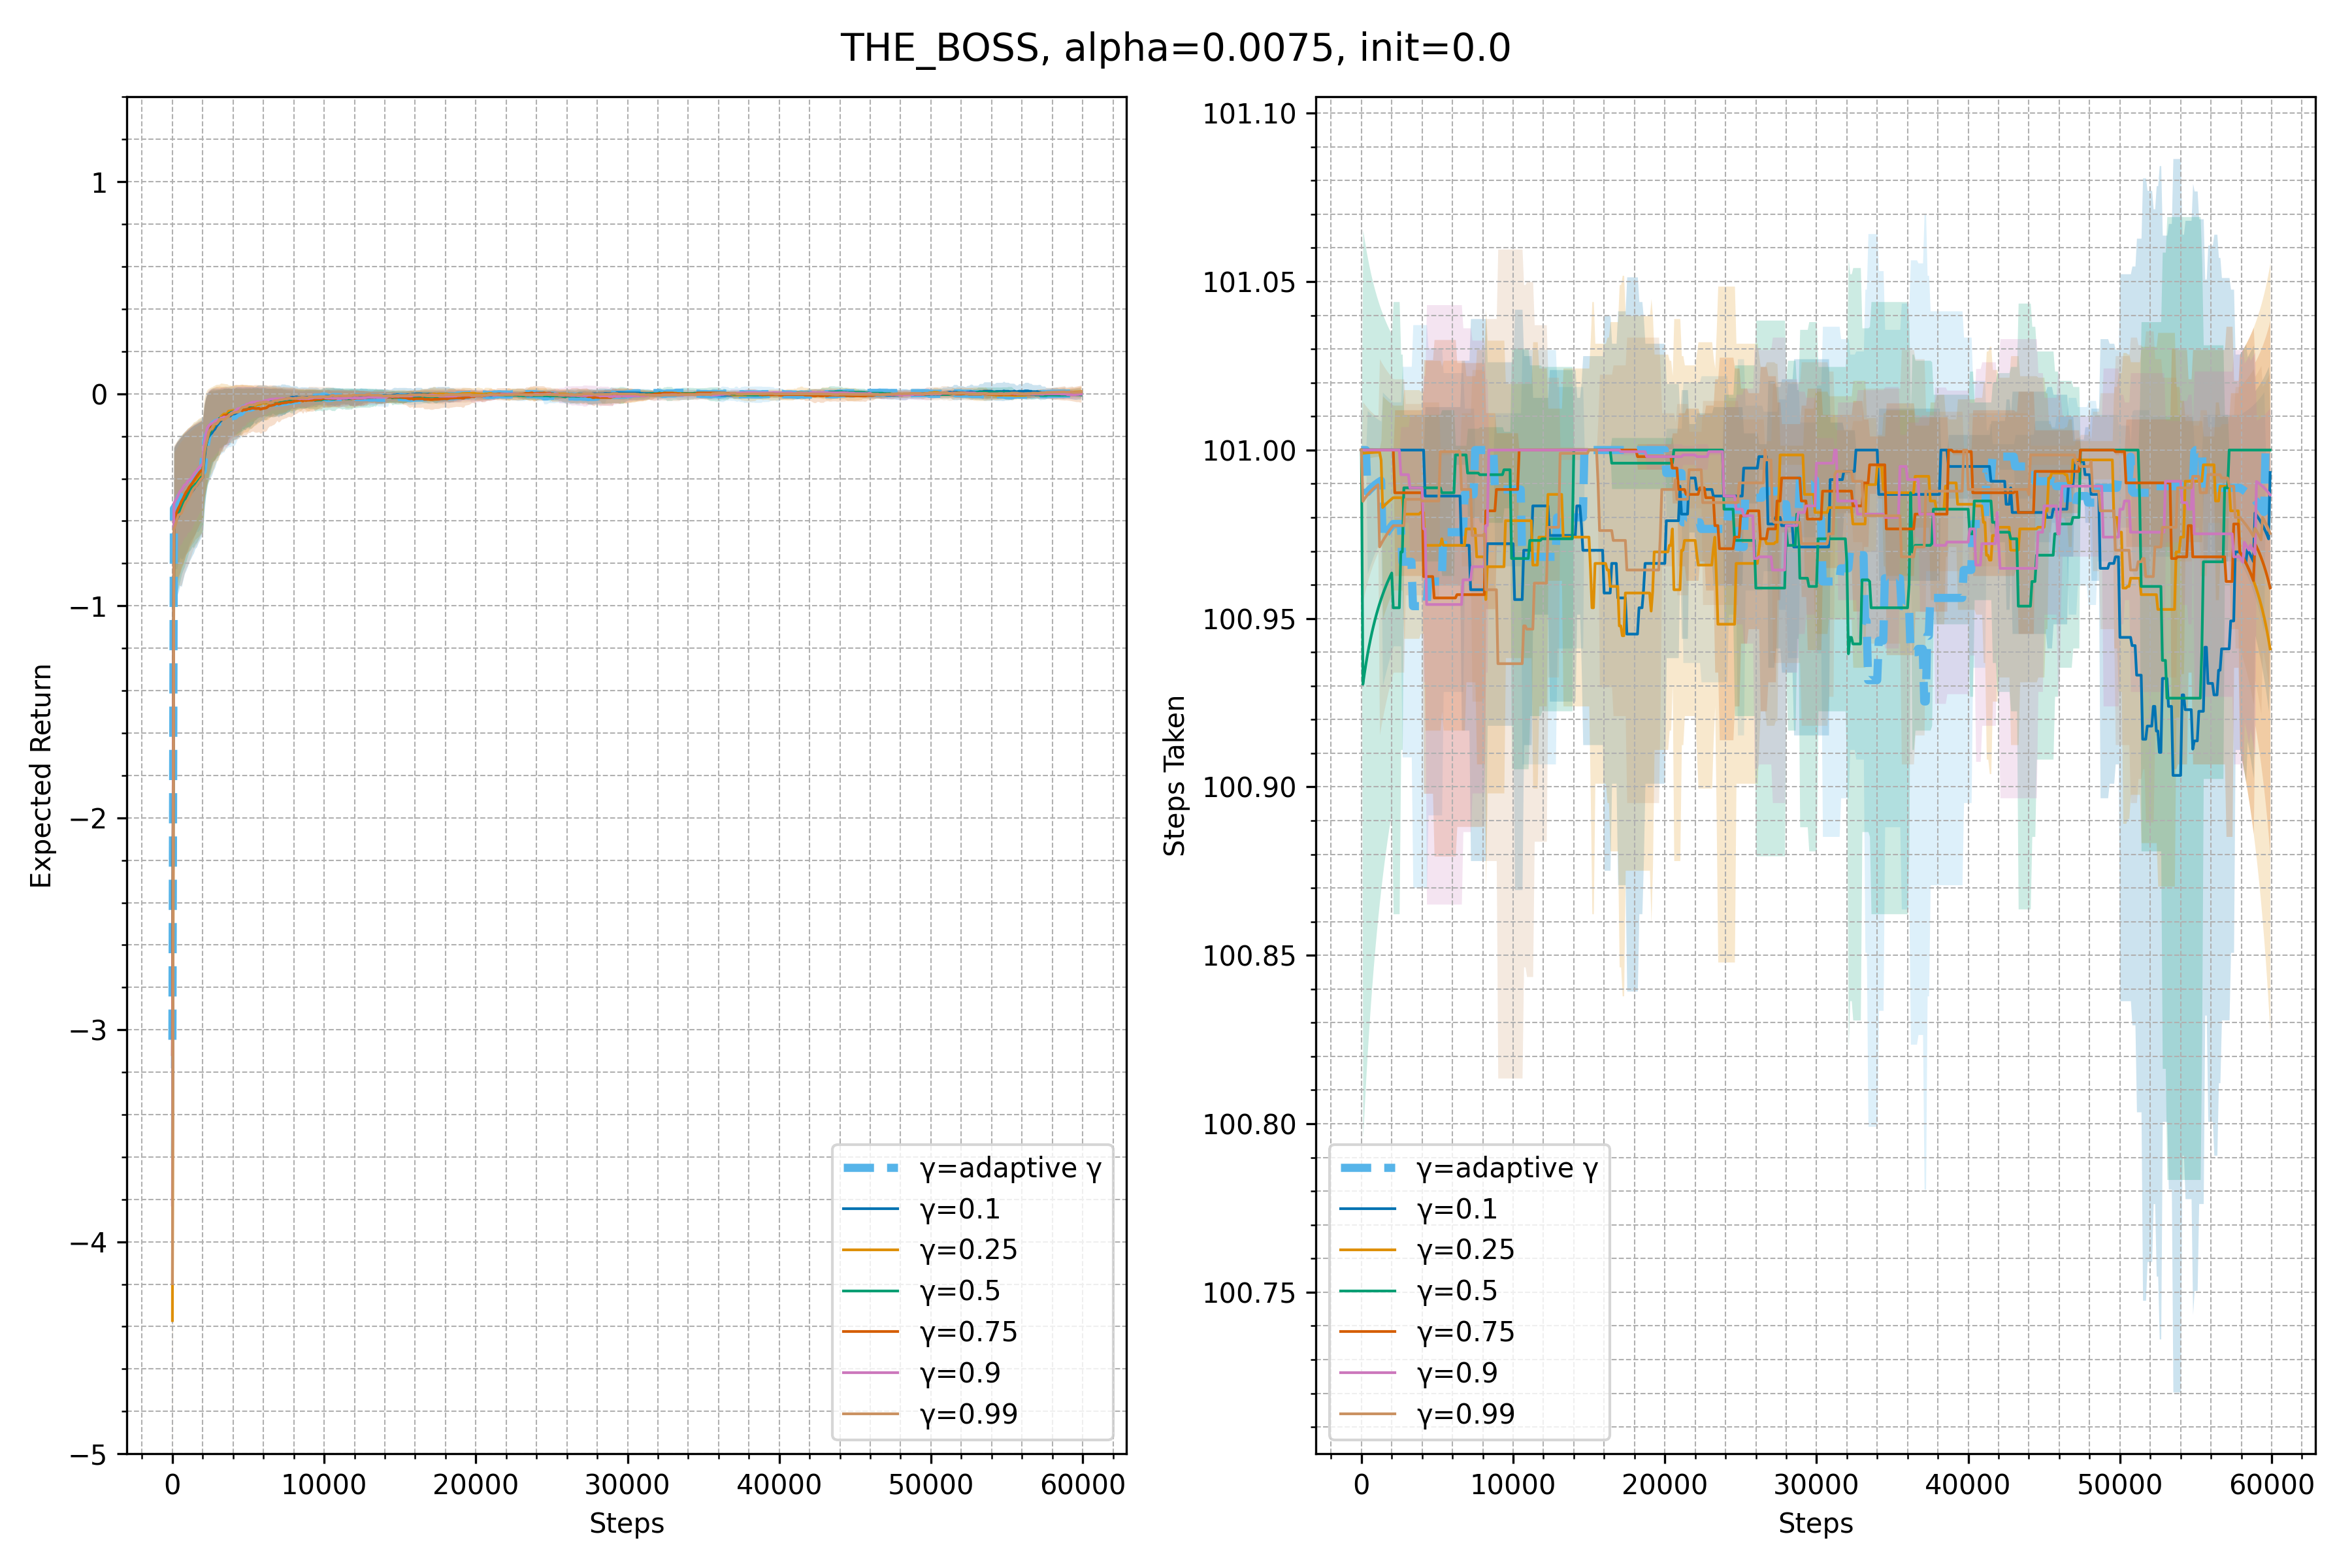 THE_BOSS, alpha=0.0075, init=0.0
Expected Return
1
0
−1
−2
−3
−4
−5
0
10000
20000
30000
40000
50000
60000
Steps
γ=adaptive γ
γ=0.1
γ=0.25
γ=0.5
γ=0.75
γ=0.9
γ=0.99
Steps Taken
101.10
101.05
101.00
100.95
100.90
100.85
100.80
100.75
0
10000
20000
30000
40000
50000
60000
Steps
γ=adaptive γ
γ=0.1
γ=0.25
γ=0.5
γ=0.75
γ=0.9
γ=0.99